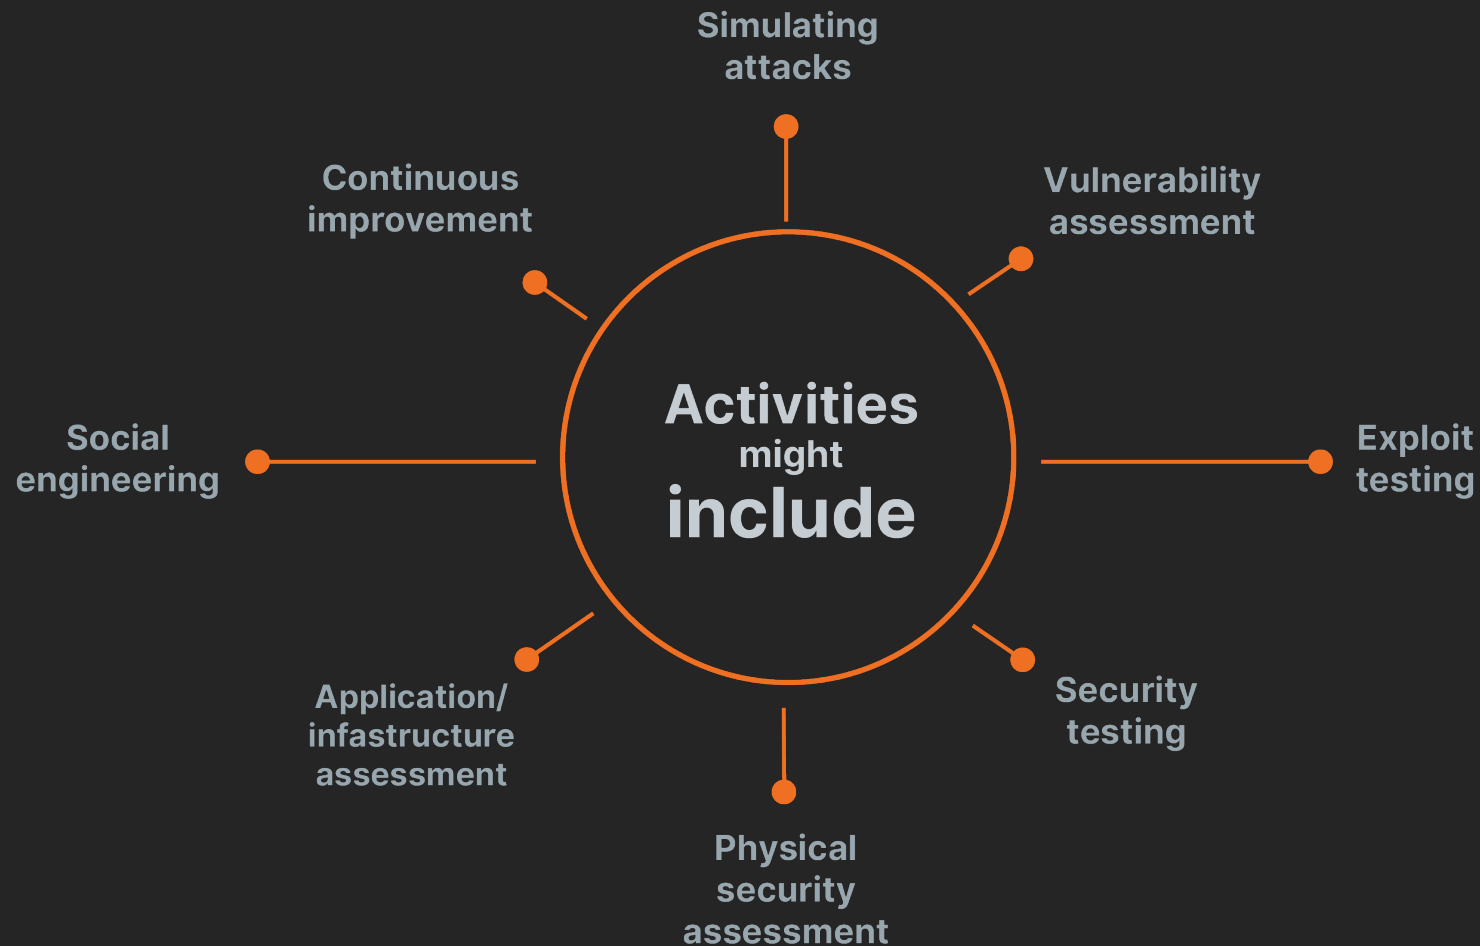 Simulating
attacks
Vulnerability
assessment
Exploit
testing
Security
testing
Physical
security
assessment
Application/
infastructure
assessment
Social
engineering
Continuous
improvement
Activities
might
include